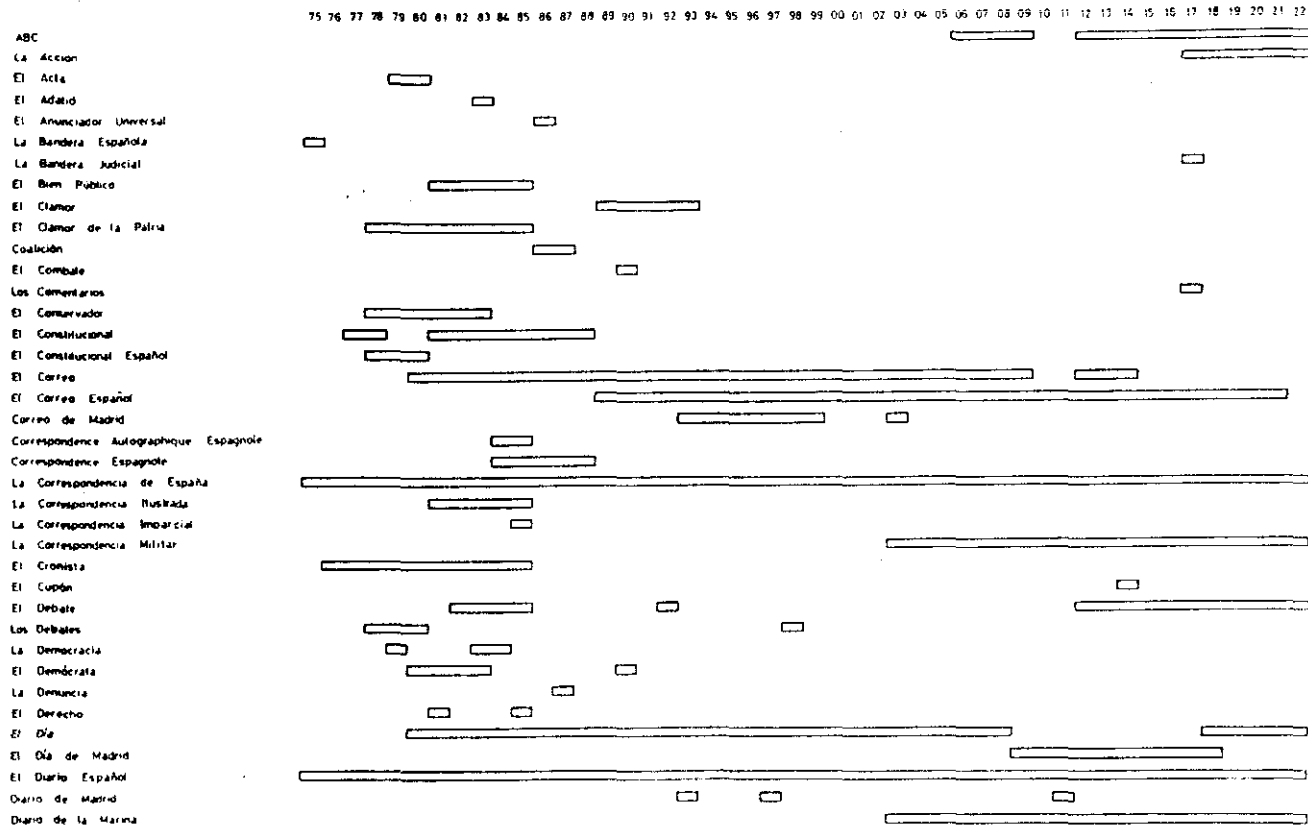 75 76 77 78 79 80 81 82 83 84 85 86 87 88 89 90 91 92 93 94 95 96 97 98 99 00 01 02 03 04 05 06 07 08 09 10 11 12 13 14 15 16 17 18 19 20 21 22
ABC
La Acción
El Acta
El Adalid
El Anunciador Universal
La Bandera Española
La Bandera Judicial
El Bien Público
El Clamor
El Clamor de la Patria
Coalición
El Combate
Los Comentarios
El Conservador
El Constitucional
El Constitucional Español
El Correo
El Correo Español
Correo de Madrid
Correspondence Autographique Espagnole
Correspondence Espagnole
La Correspondencia de España
La Correspondencia Ilustrada
La Correspondencia Imparcial
La Correspondencia Militar
El Cronista
El Cupón
El Debate
Los Debates
La Democracia
El Demócrata
La Denuncia
El Derecho
El Día
El Día de Madrid
El Diario Español
Diario de Madrid
Diario de la Marina